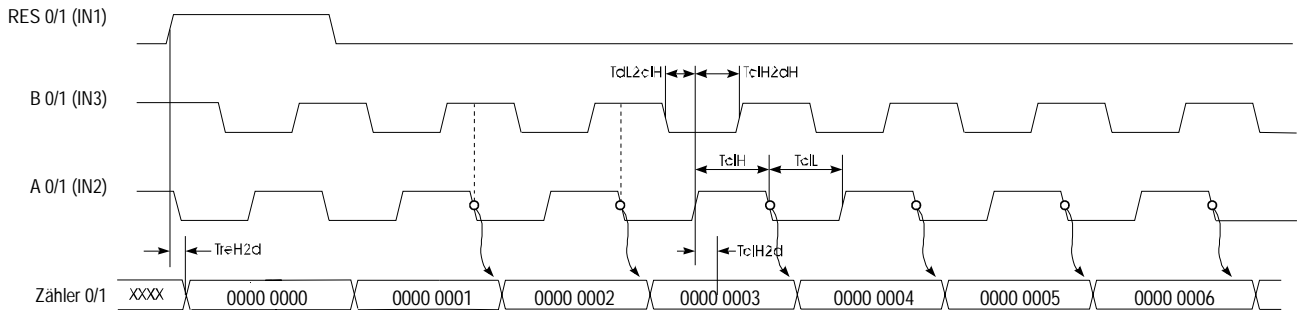 RES 0/1 (IN1)
TdL2clH TclH2dH
B 0/1 (IN3)
TclH TclL
A 0/1 (IN2)
TreH2d TclH2d
Zähler 0/1 XXXX 0000 0000 0000 0001 0000 0002 0000 0003 0000 0004 0000 0005 0000 0006